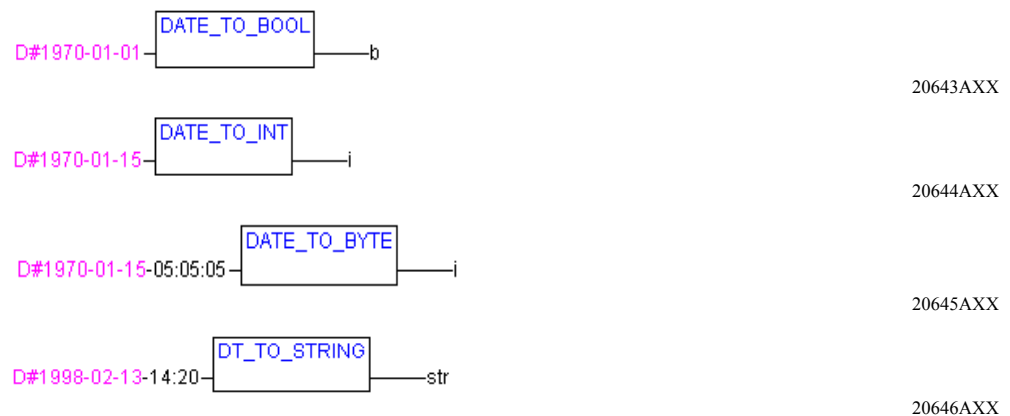 DATE_TO_BOOL
D#1970-01-01
b
20643AXX
DATE_TO_INT
D#1970-01-15
i
20644AXX
DATE_TO_BYTE
D#1970-01-15-05:05:05
i
20645AXX
DT_TO_STRING
D#1998-02-13-14:20
str
20646AXX